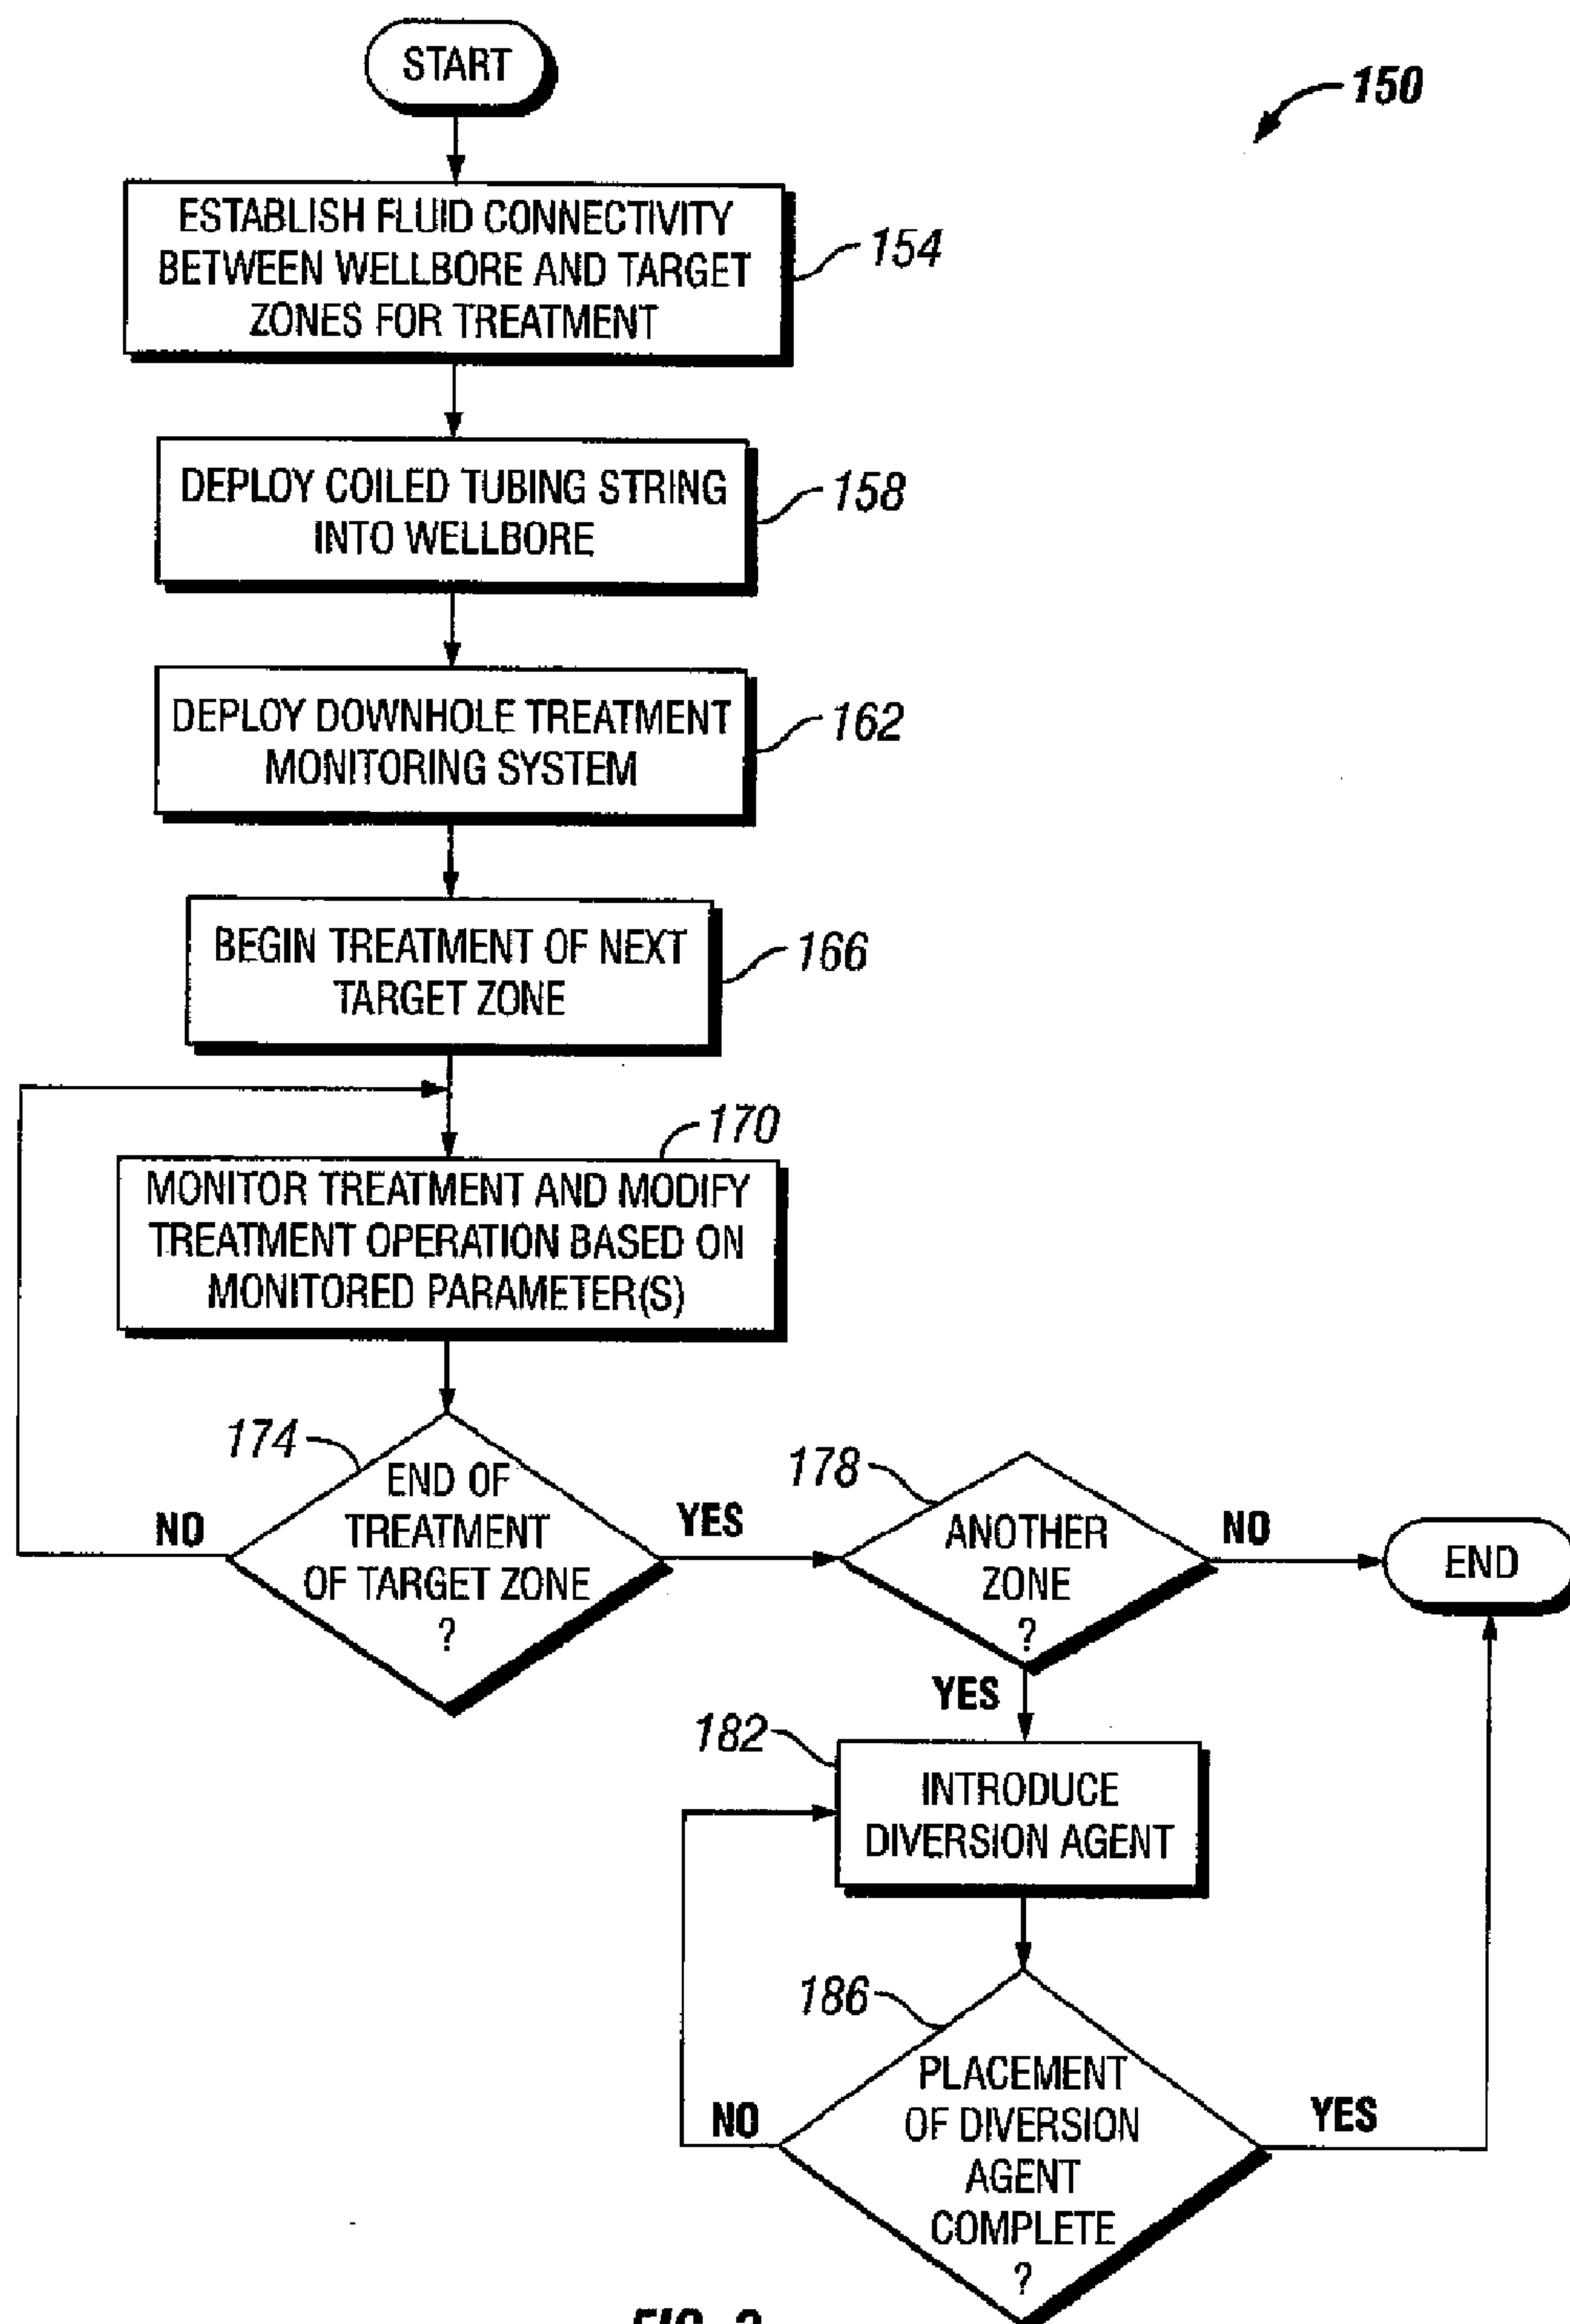 START
150
ESTABLISH FLUID CONNECTIVITY
BETWEEN WELLBORE AND TARGET
ZONES FOR TREATMENT
154
DEPLOY COILED TUBING STRING
INTO WELLBORE
158
DEPLOY DOWNHOLE TREATMENT
MONITORING SYSTEM
162
BEGIN TREATMENT OF NEXT
TARGET ZONE
166
170
MONITOR TREATMENT AND MODIFY
TREATMENT OPERATION BASED ON
MONITORED PARAMETER(S)
174
END OF
TREATMENT
OF TARGET ZONE
?
NO
YES
178
ANOTHER
ZONE
?
NO
END
YES
182
INTRODUCE
DIVERSION AGENT
186
PLACEMENT
OF DIVERSION
AGENT
COMPLETE
?
NO
YES